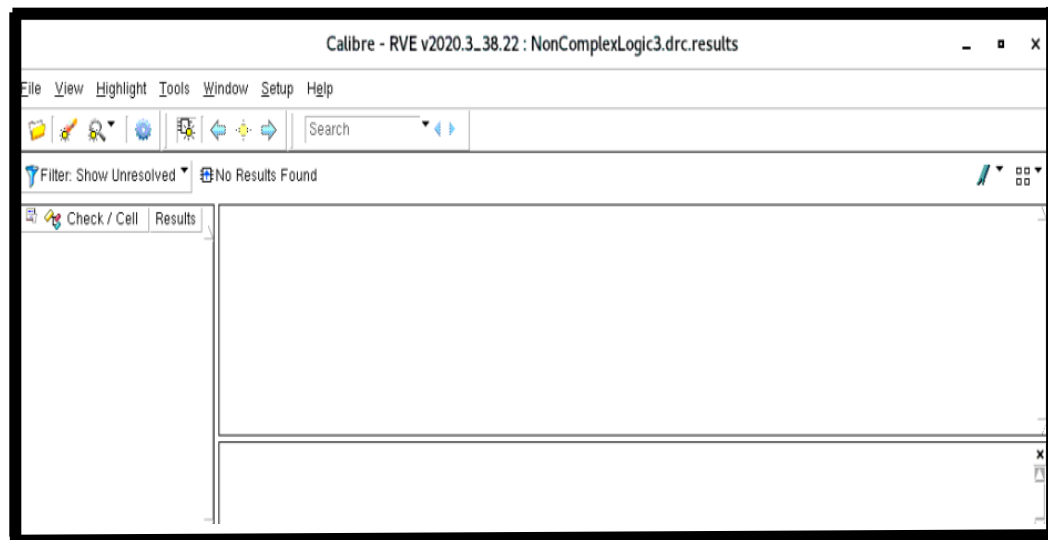 Calibre - RVE v2020.3_38.22 : NonComplexLogic3.drc.results
File View Highlight Tools Window Setup Help
Search
Filter: Show Unresolved No Results Found
Check / Cell Results